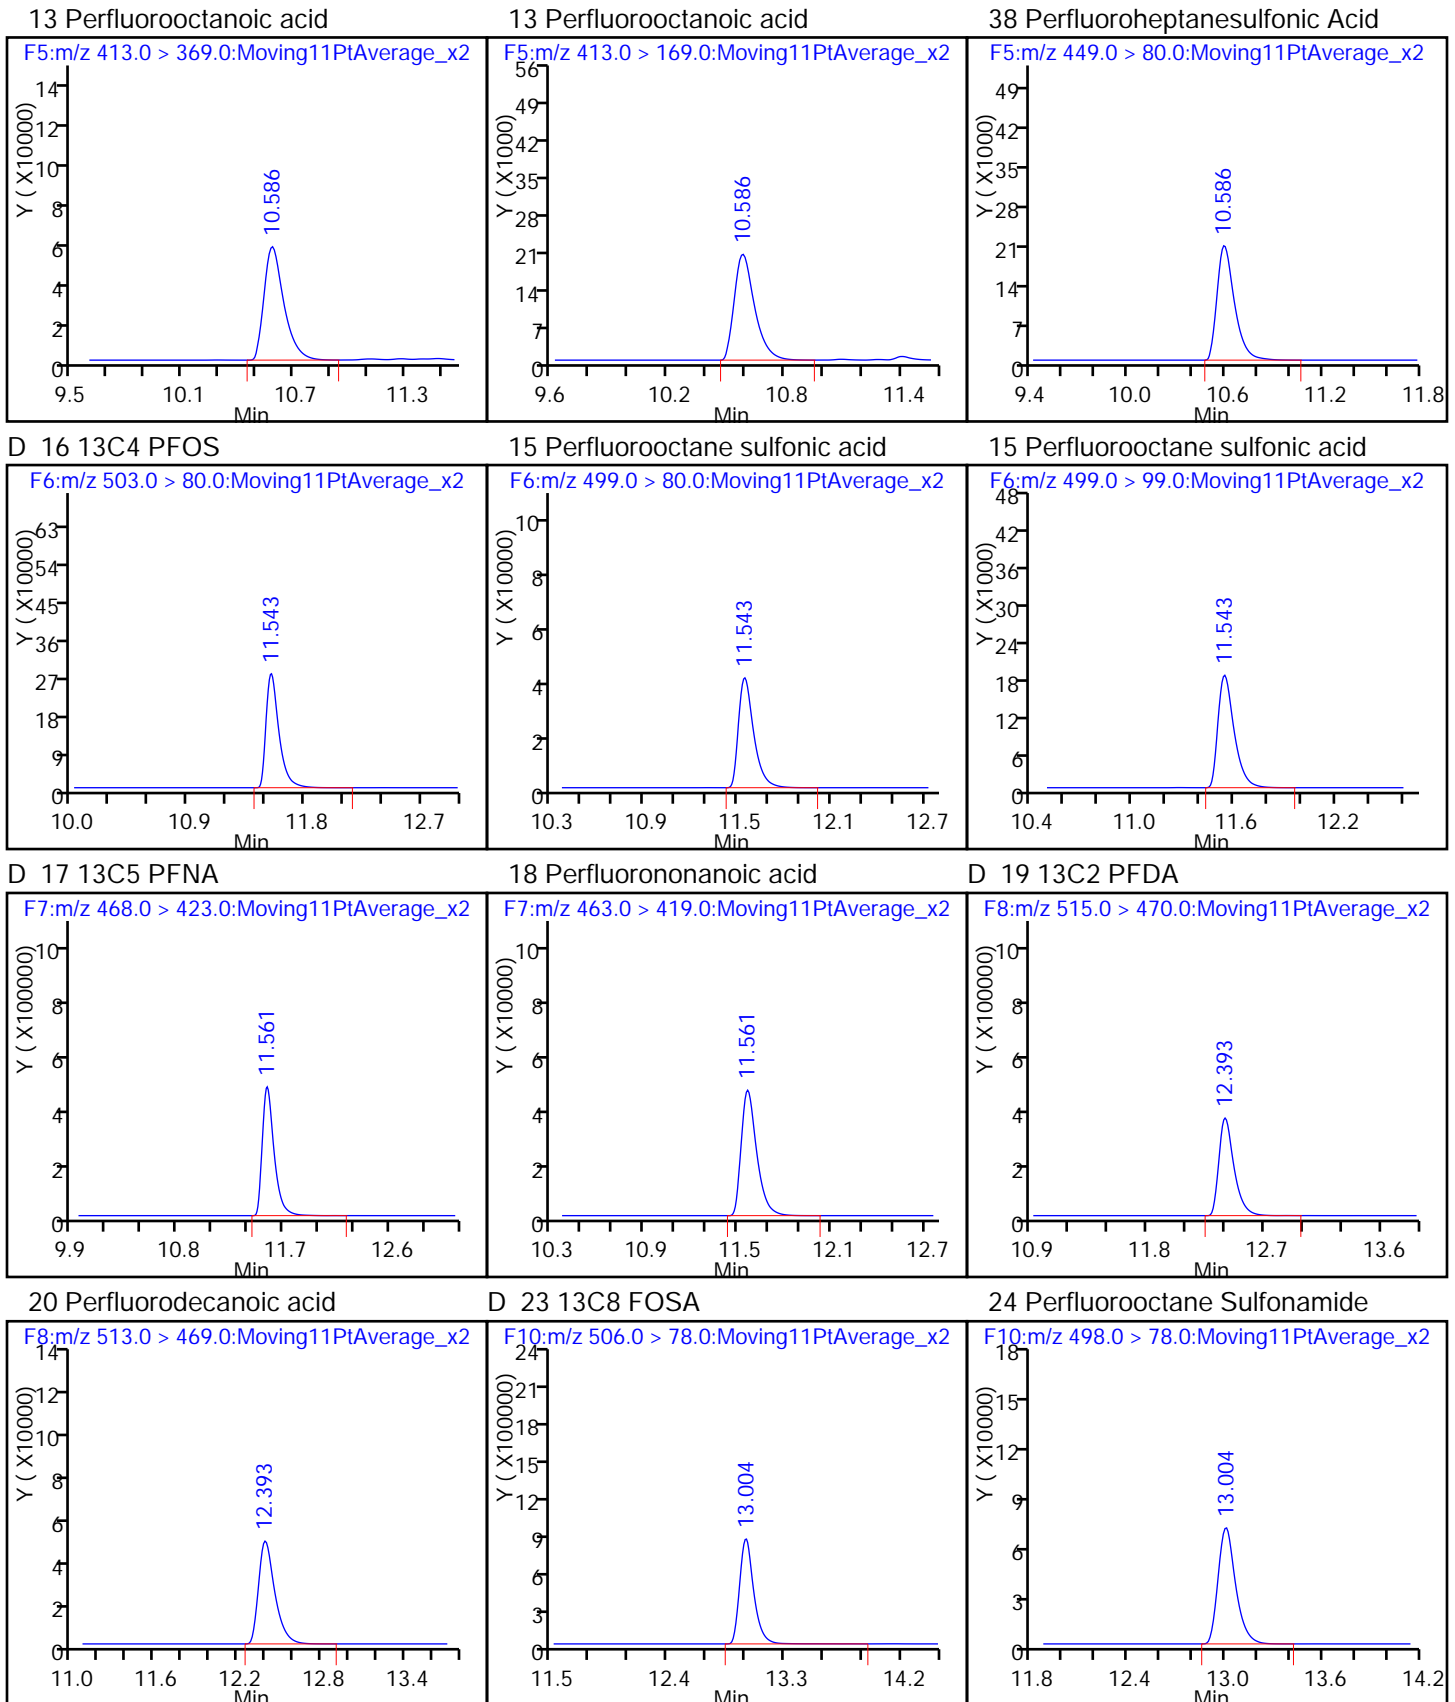 13 Perfluorooctanoic acid
F5:m/z 413.0 > 369.0:Moving11PtAverage_x2
Y ( X10000)
14
12
10
8
6
4
2
0
10.586
9.5 10.1 10.7 11.3
Min
13 Perfluorooctanoic acid
F5:m/z 413.0 > 169.0:Moving11PtAverage_x2
Y ( X1000)
56
49
42
35
28
21
14
7
0
10.586
9.6 10.2 10.8 11.4
Min
38 Perfluoroheptanesulfonic Acid
F5:m/z 449.0 > 80.0:Moving11PtAverage_x2
Y ( X1000)
49
42
35
28
21
14
7
0
10.586
9.4 10.0 10.6 11.2 11.8
Min
D 16 13C4 PFOS
F6:m/z 503.0 > 80.0:Moving11PtAverage_x2
Y ( X10000)
63
54
45
36
27
18
9
0
11.543
10.0 10.9 11.8 12.7
Min
15 Perfluorooctane sulfonic acid
F6:m/z 499.0 > 80.0:Moving11PtAverage_x2
Y ( X10000)
10
8
6
4
2
0
11.543
10.3 10.9 11.5 12.1 12.7
Min
15 Perfluorooctane sulfonic acid
F6:m/z 499.0 > 99.0:Moving11PtAverage_x2
Y ( X1000)
48
42
36
30
24
18
12
6
0
11.543
10.4 11.0 11.6 12.2
Min
D 17 13C5 PFNA
F7:m/z 468.0 > 423.0:Moving11PtAverage_x2
Y ( X100000)
10
8
6
4
2
0
11.561
9.9 10.8 11.7 12.6
Min
18 Perfluorononanoic acid
F7:m/z 463.0 > 419.0:Moving11PtAverage_x2
Y ( X10000)
10
8
6
4
2
0
11.561
10.3 10.9 11.5 12.1 12.7
Min
D 19 13C2 PFDA
F8:m/z 515.0 > 470.0:Moving11PtAverage_x2
Y ( X100000)
10
8
6
4
2
0
12.393
10.9 11.8 12.7 13.6
Min
20 Perfluorodecanoic acid
F8:m/z 513.0 > 469.0:Moving11PtAverage_x2
Y ( X10000)
14
12
10
8
6
4
2
0
12.393
11.0 11.6 12.2 12.8 13.4
Min
D 23 13C8 FOSA
F10:m/z 506.0 > 78.0:Moving11PtAverage_x2
Y ( X100000)
24
21
18
15
12
9
6
3
0
13.004
11.5 12.4 13.3 14.2
Min
24 Perfluorooctane Sulfonamide
F10:m/z 498.0 > 78.0:Moving11PtAverage_x2
Y ( X10000)
18
15
12
9
6
3
0
13.004
11.8 12.4 13.0 13.6 14.2
Min